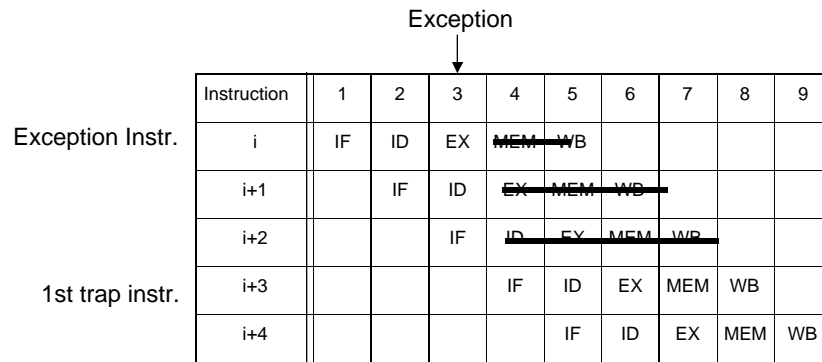 Exception
Instruction 1 2 3 4 5 6 7 8 9
Exception Instr. i IF ID EX MEM WB
i+1 IF ID EX MEM WB
i+2 IF ID EX MEM WB
1st trap instr. i+3 IF ID EX MEM WB
i+4 IF ID EX MEM WB